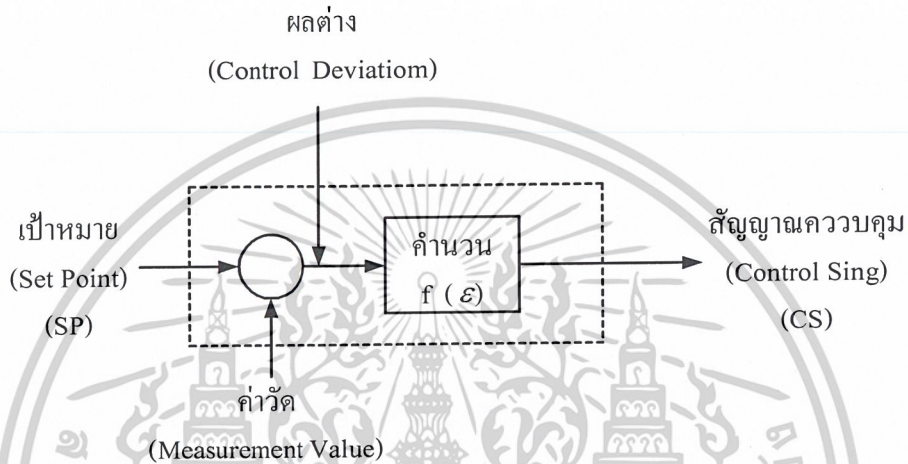 ผลต่าง
(Control Deviatiom)
เป้าหมาย
(Set Point)
(SP)
คำนวน
f (ε)
สัญญาณคววบคุม
(Control Sing)
(CS)
ค่าวัด
(Measurement Value)